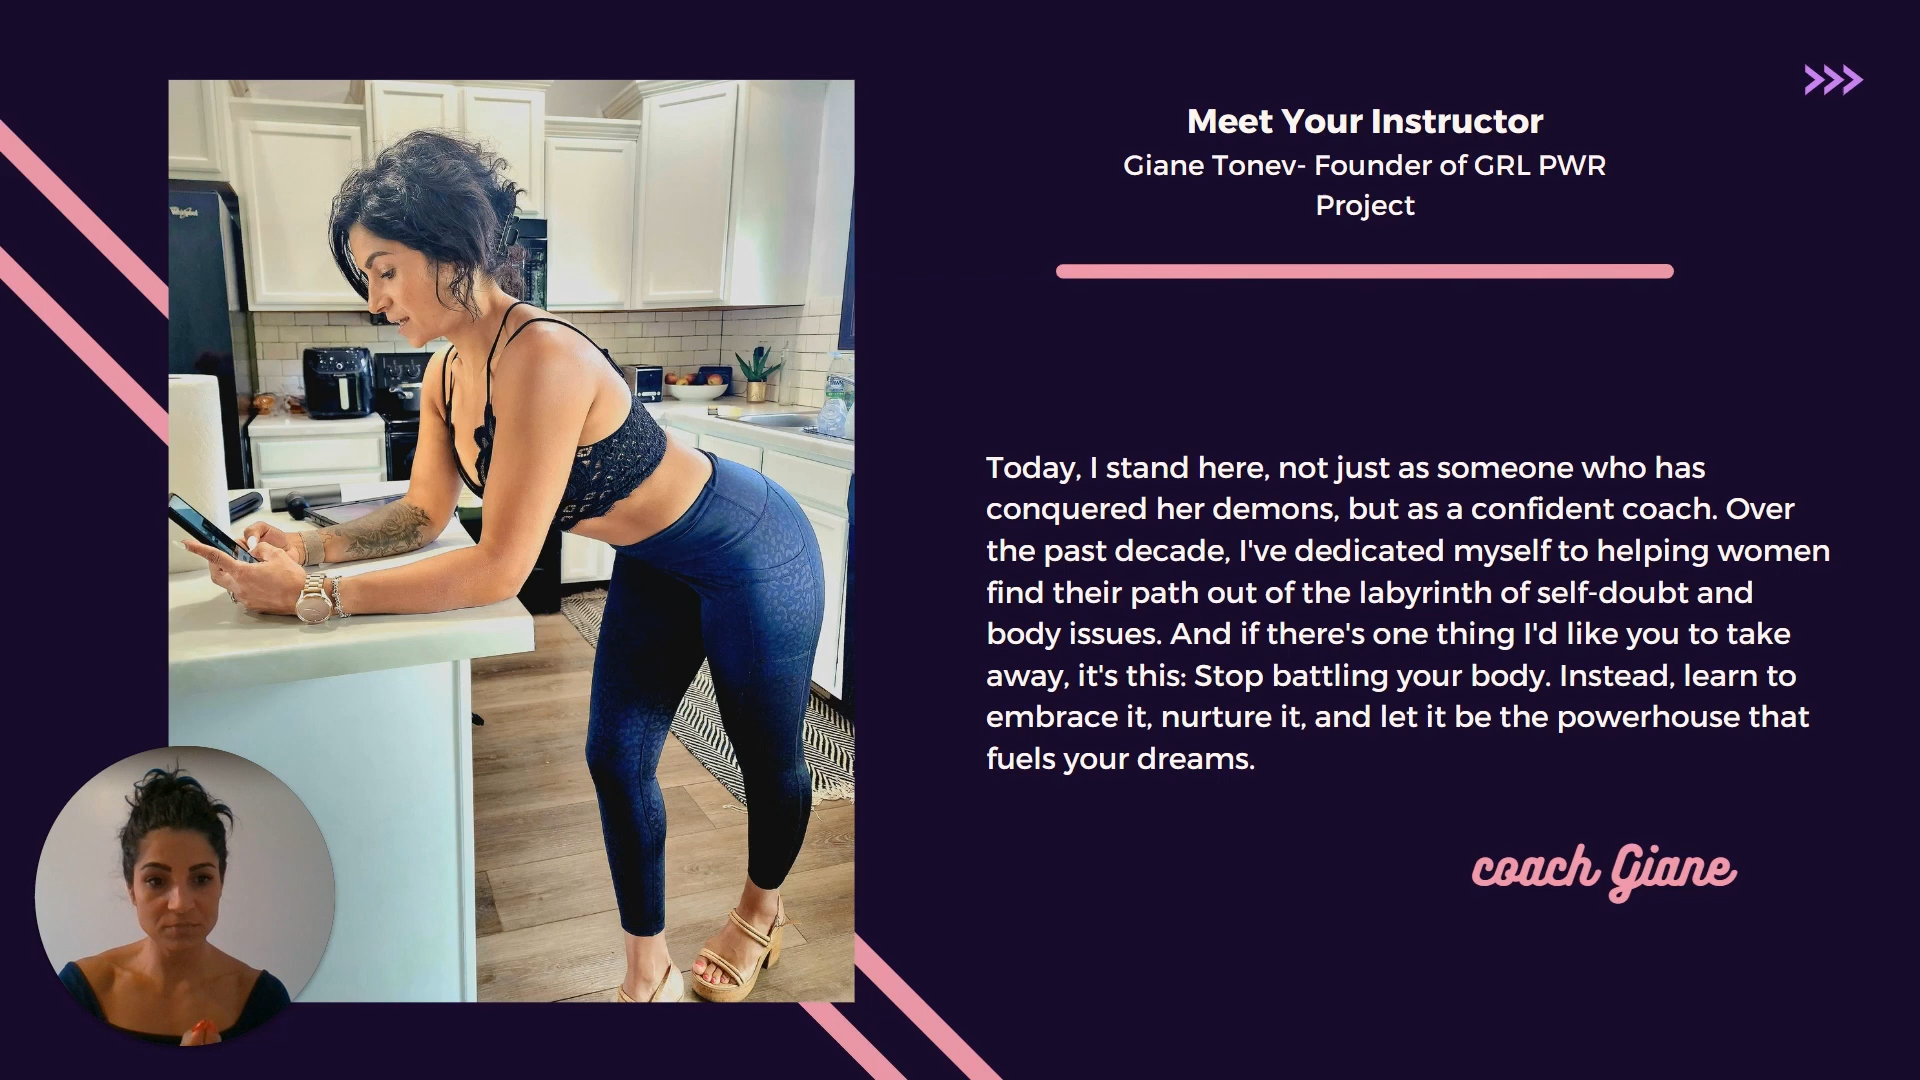 Meet Your Instructor
Giane Tonev- Founder of GRL PWR
Project
Today, I stand here, not just as someone who has
conquered her demons, but as a confident coach. Over
the past decade, I've dedicated myself to helping women
find their path out of the labyrinth of self-doubt and
body issues. And if there's one thing I'd like you to take
away, it's this: Stop battling your body. Instead, learn to
embrace it, nurture it, and let it be the powerhouse that
fuels your dreams.
coach Giane
Whirlpool